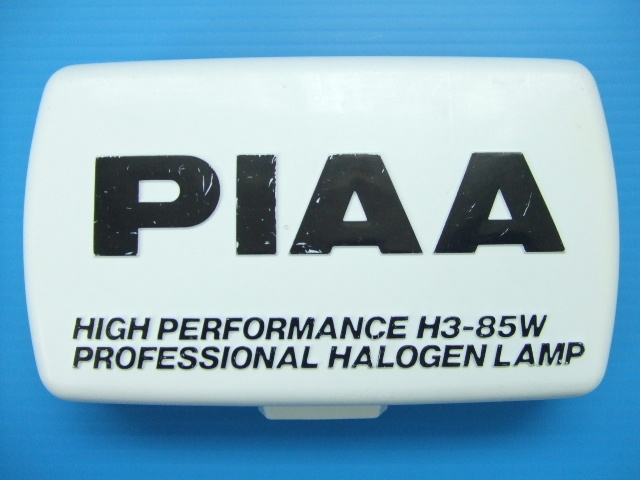 PIAA
HIGH PERFORMANCE H3-85W
PROFESSIONAL HALOGEN LAMP